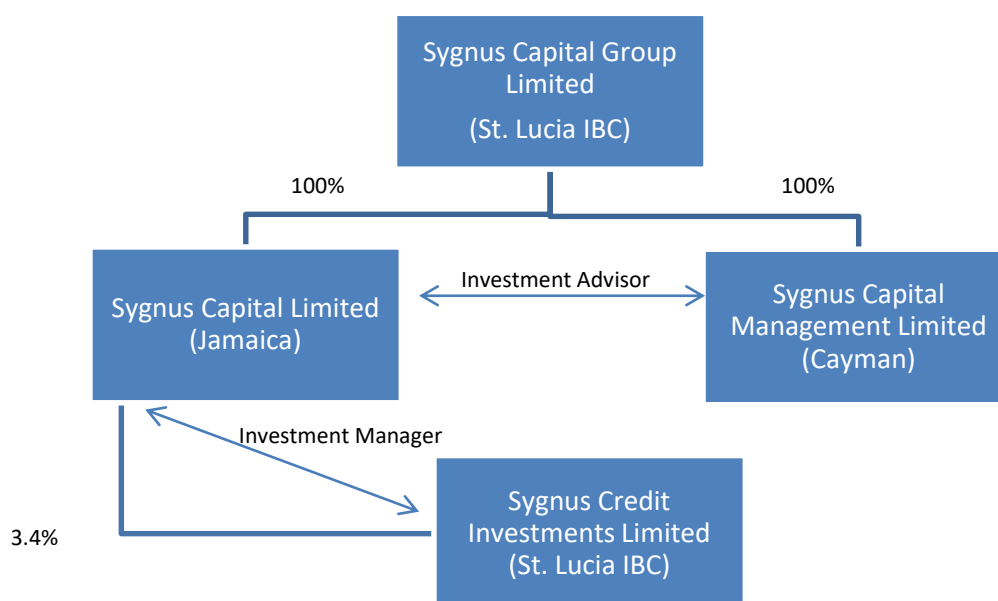 Sygnus Capital Group
Limited
(St. Lucia IBC)
100%
100%
Sygnus Capital Limited
(Jamaica)
Investment Advisor
Sygnus Capital
Management Limited
(Cayman)
Investment Manager
3.4%
Sygnus Credit
Investments Limited
(St. Lucia IBC)